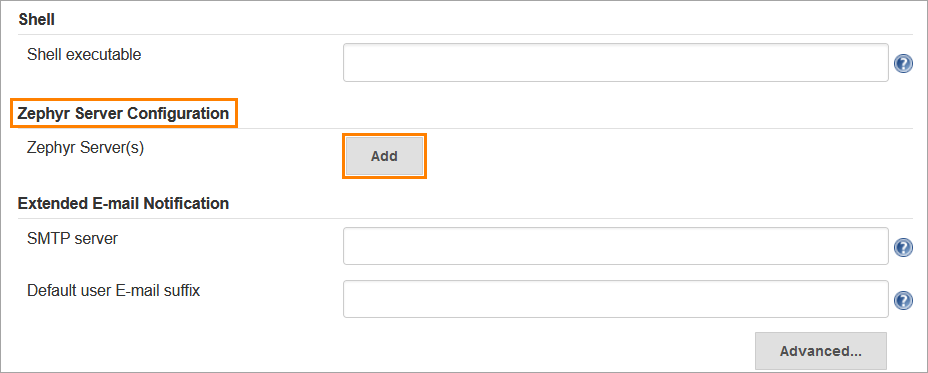 Shell
Shell executable
?
Zephyr Server Configuration
Zephyr Server(s)
Add
Extended E-mail Notification
SMTP server
?
Default user E-mail suffix
?
Advanced...